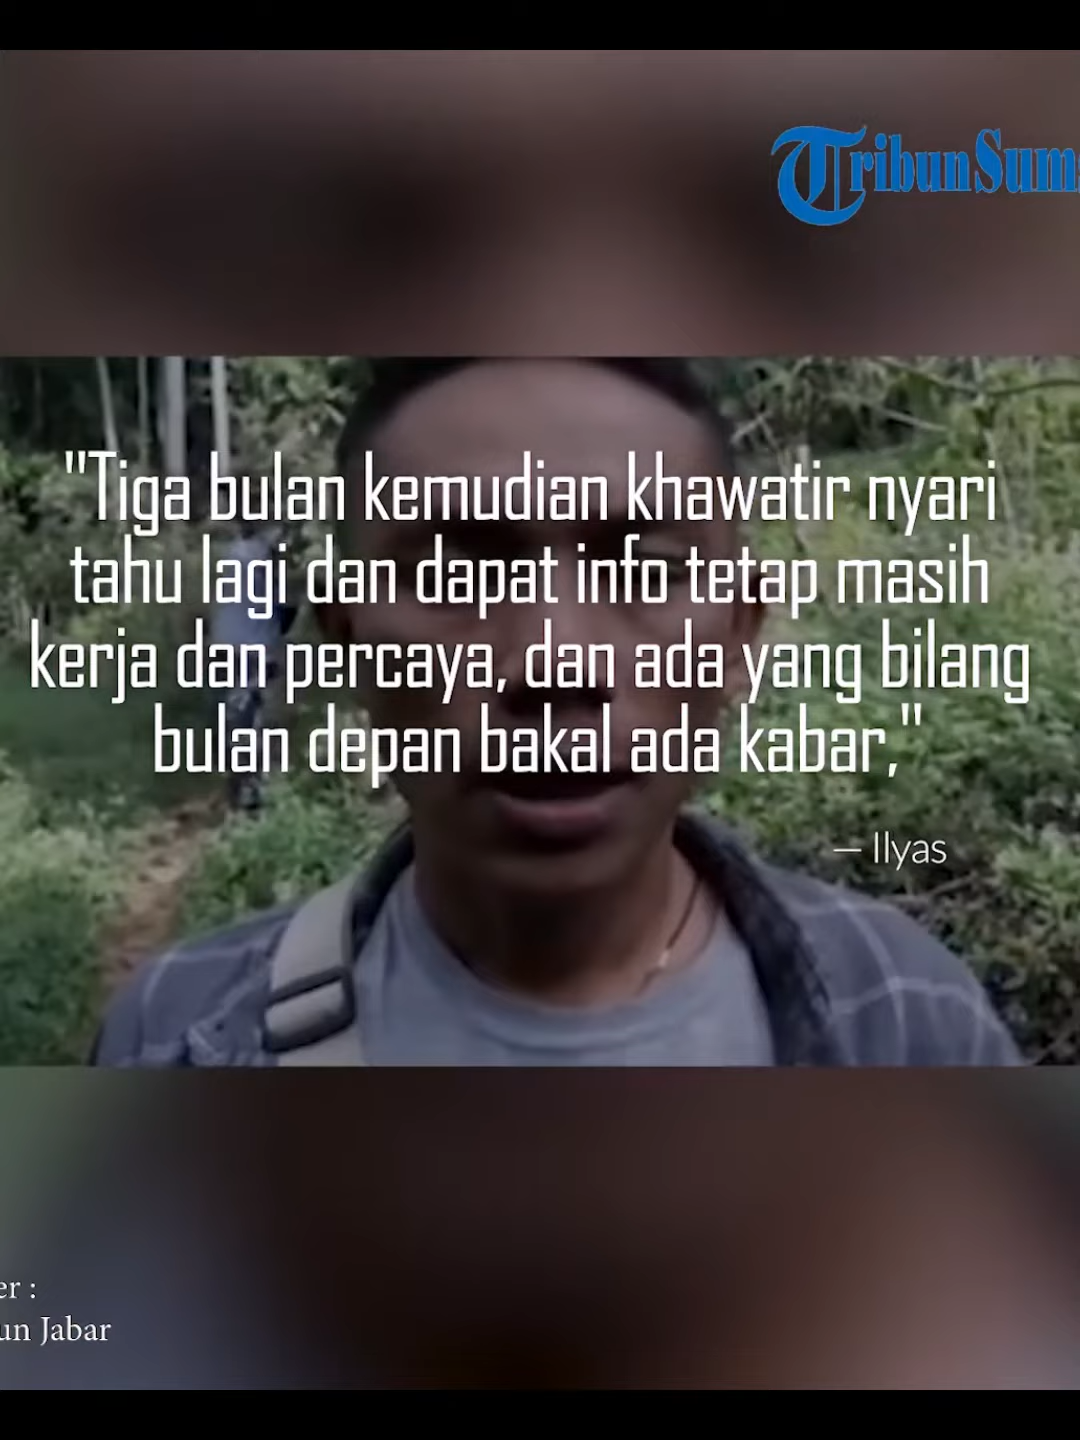 TribunSum
"Tiga bulan kemudian khawatir nyari
tahu lagi dan dapat info tetap masih
kerja dan percaya, dan ada yang bilang
bulan depan bakal ada kabar,"
— Ilyas
er :
un Jabar